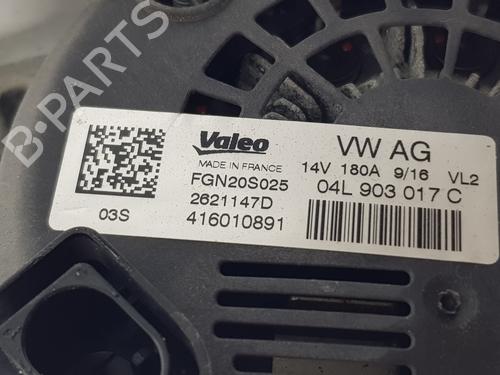 B-PARTS
Valeo
MADE IN FRANCE
FGN20S025
2621147D
416010891
03S
VW AG
14V 180A 9/16 VL2
04L 903 017 C